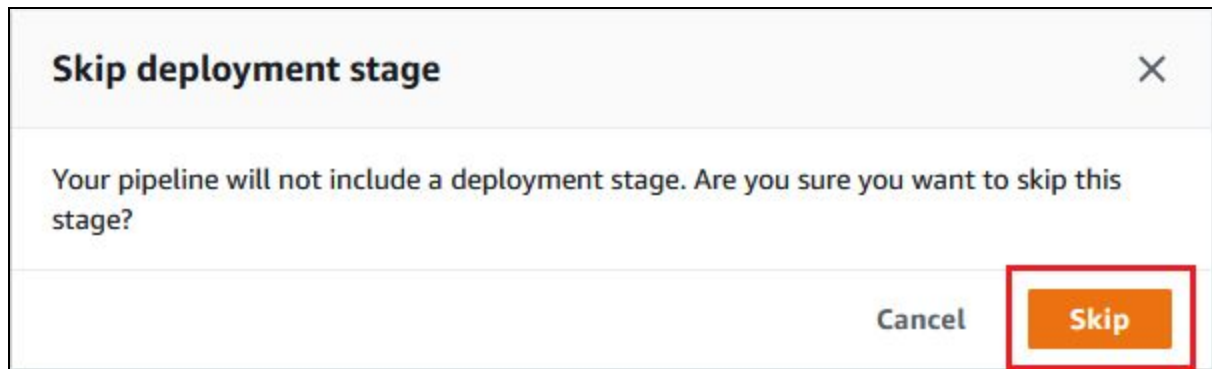 Skip deployment stage
Your pipeline will not include a deployment stage. Are you sure you want to skip this
stage?
Cancel
Skip